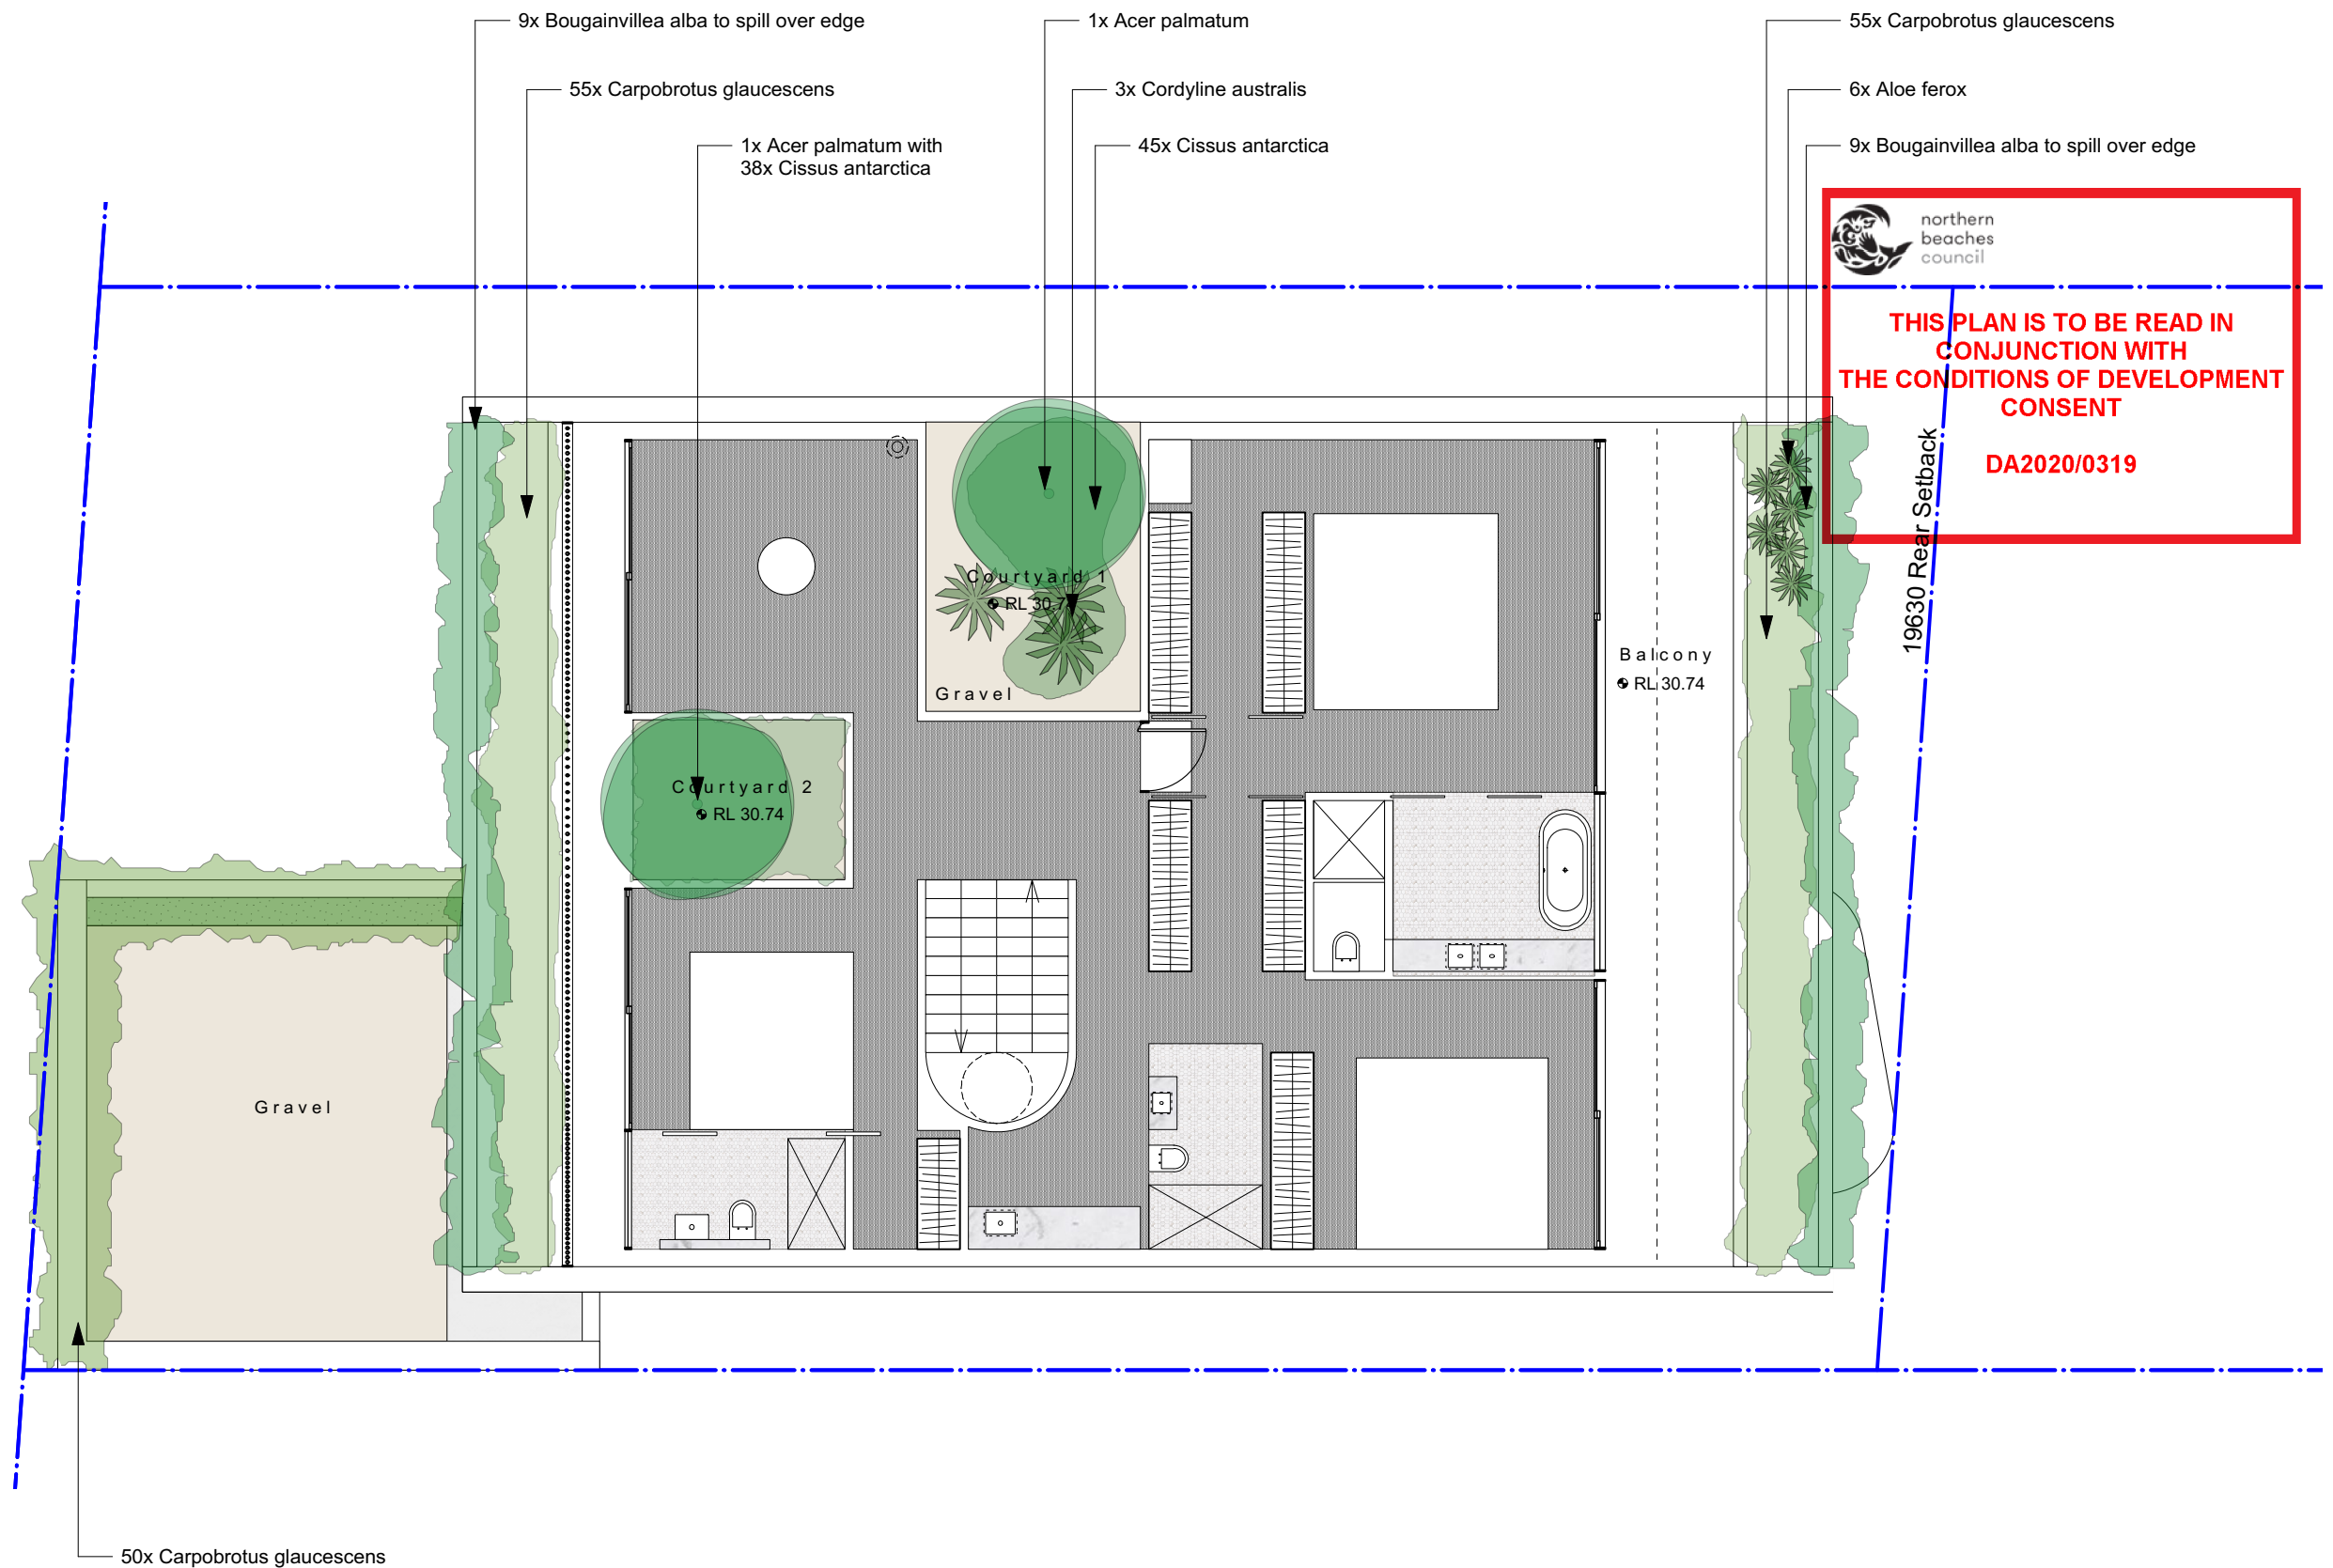 9x Bougainvillea alba to spill over edge
1x Acer palmatum
55x Carpobrotus glaucescens
55x Carpobrotus glaucescens
3x Cordyline australis
6x Aloe ferox
1x Acer palmatum with
38x Cissus antarctica
45x Cissus antarctica
9x Bougainvillea alba to spill over edge
northern
beaches
council
THIS PLAN IS TO BE READ IN
CONJUNCTION WITH
THE CONDITIONS OF DEVELOPMENT
CONSENT
DA2020/0319
19630 Rear Setback
Courtyard 1
RL 30.74
Gravel
Balcony
RL 30.74
Courtyard 2
RL 30.74
Gravel
50x Carpobrotus glaucescens